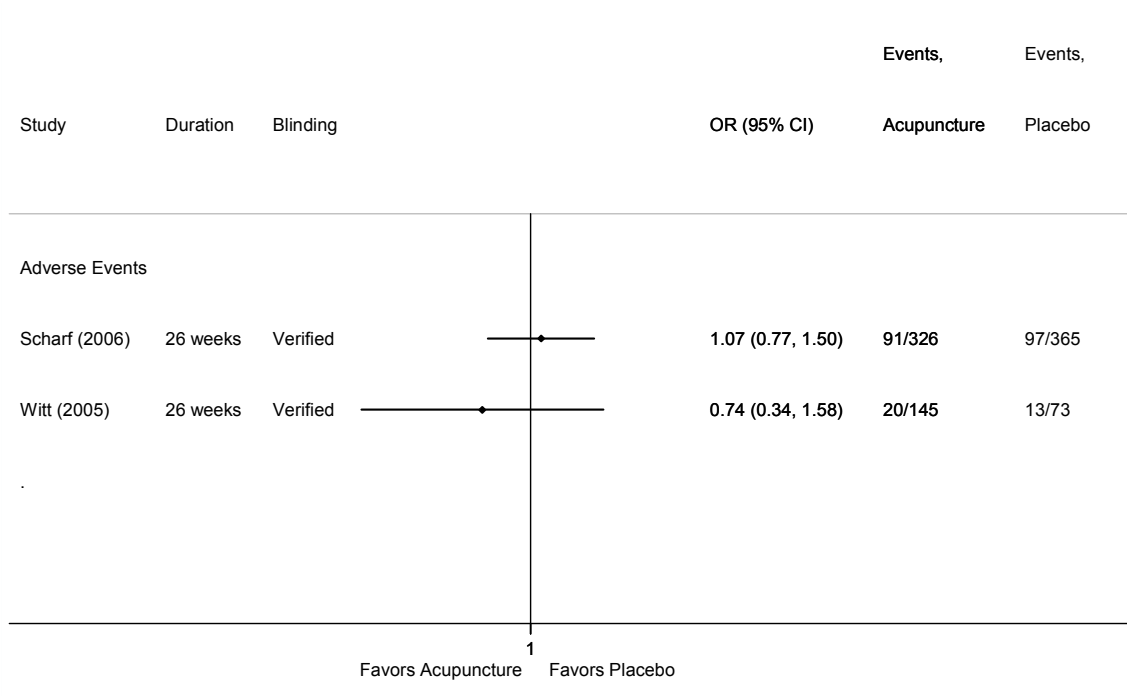 Events, Events,
Study Duration Blinding OR (95% CI) Acupuncture Placebo
Adverse Events
Scharf (2006) 26 weeks Verified 1.07 (0.77, 1.50) 91/326 97/365
Witt (2005) 26 weeks Verified 0.74 (0.34, 1.58) 20/145 13/73
.
1
Favors Acupuncture Favors Placebo